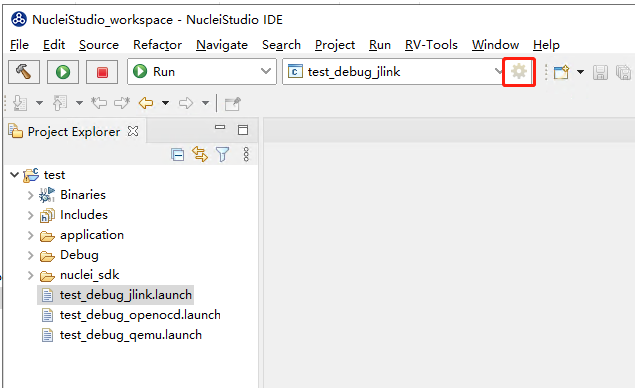 NucleiStudio_workspace - NucleiStudio IDE
File Edit Source Refactor Navigate Search Project Run RV-Tools Window Help
Run test_debug_jlink
Project Explorer
test
Binaries
Includes
application
Debug
nuclei_sdk
test_debug_jlink.launch
test_debug_openocd.launch
test_debug_qemu.launch